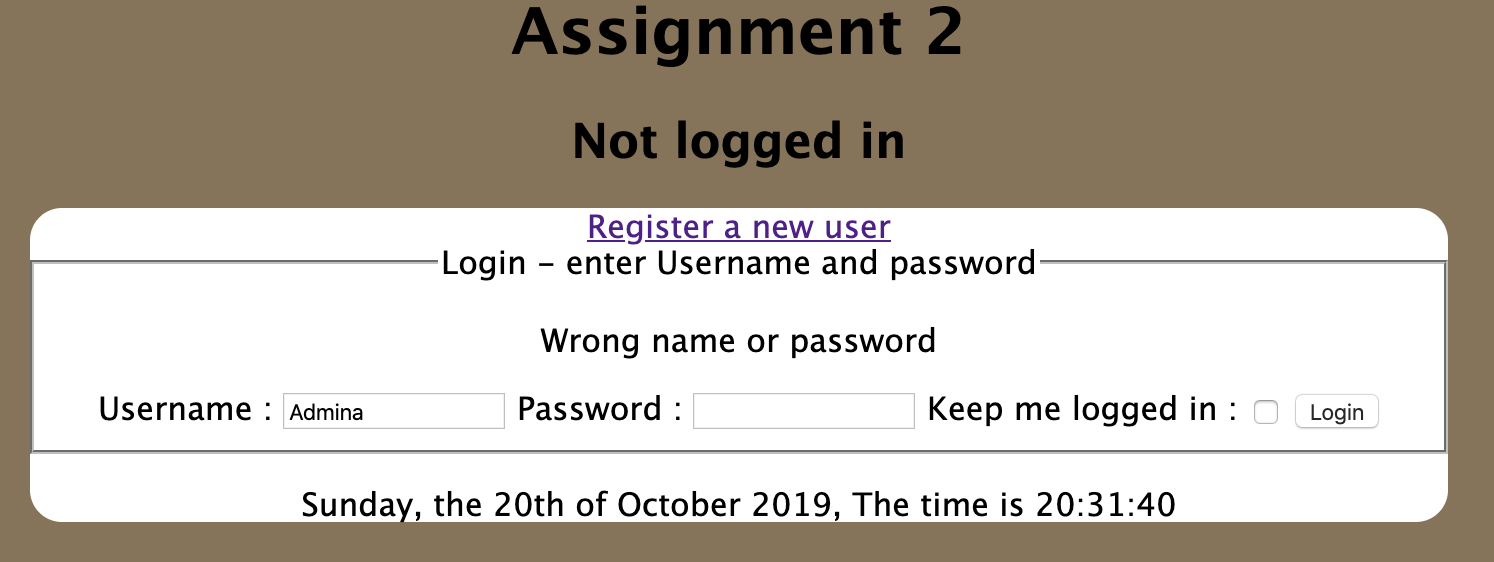 Assignment 2
Not logged in
Register a new user
Login - enter Username and password
Wrong name or password
Username : Admina Password : Keep me logged in : Login
Sunday, the 20th of October 2019, The time is 20:31:40